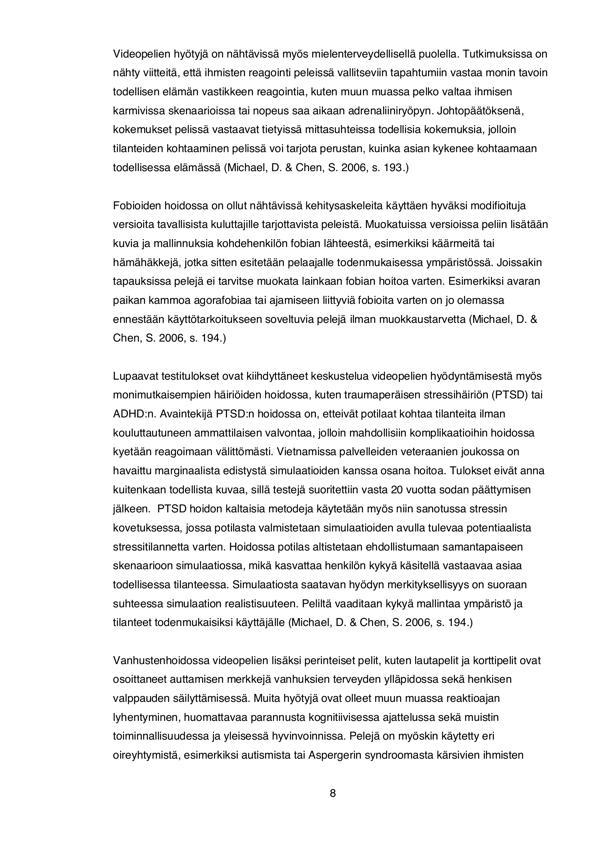 Videopelien hyötyjä on nähtävissä myös mielenterveydellisellä puolella. Tutkimuksissa on
nähty viitteitä, että ihmisten reagointi peleissä vallitseviin tapahtumiin vastaa monin tavoin
todellisen elämän vastikkeen reagointia, kuten muun muassa pelko valtaa ihmisen
karmivissa skenaarioissa tai nopeus saa aikaan adrenaliiniryöpyn. Johtopäätöksenä,
kokemukset pelissä vastaavat tietyissä mittasuhteissa todellisia kokemuksia, jolloin
tilanteiden kohtaaminen pelissä voi tarjota perustan, kuinka asian kykenee kohtaamaan
todellisessa elämässä (Michael, D. & Chen, S. 2006, s. 193.)
Fobioiden hoidossa on ollut nähtävissä kehitysaskeleita käyttäen hyväksi modifioituja
versioita tavallisista kuluttajille tarjottavista peleistä. Muokatuissa versioissa peliin lisätään
kuvia ja mallinnuksia kohdehenkilön fobian lähteestä, esimerkiksi käärmeitä tai
hämähäkkejä, jotka sitten esitetään pelaajalle todenmukaisessa ympäristössä. Joissakin
tapauksissa pelejä ei tarvitse muokata lainkaan fobian hoitoa varten. Esimerkiksi avaran
paikan kammoa agorafobiaa tai ajamiseen liittyviä fobioita varten on jo olemassa
ennestään käyttötarkoitukseen soveltuvia pelejä ilman muokkaustarvetta (Michael, D. &
Chen, S. 2006, s. 194.)
Lupaavat testitulokset ovat kiihdyttäneet keskustelua videopelien hyödyntämisestä myös
monimutkaisempien häiriöiden hoidossa, kuten traumaperäisen stressihäiriön (PTSD) tai
ADHD:n. Avaintekijä PTSD:n hoidossa on, etteivät potilaat kohtaa tilanteita ilman
kouluttautuneen ammattilaisen valvontaa, jolloin mahdollisiin komplikaatioihin hoidossa
kyetään reagoimaan välittömästi. Vietnamissa palvelleiden veteraanien joukossa on
havaittu marginaalista edistystä simulaatioiden kanssa osana hoitoa. Tulokset eivät anna
kuitenkaan todellista kuvaa, sillä testejä suoritettiin vasta 20 vuotta sodan päättymisen
jälkeen.  PTSD hoidon kaltaisia metodeja käytetään myös niin sanotussa stressin
kovetuksessa, jossa potilasta valmistetaan simulaatioiden avulla tulevaa potentiaalista
stressitilannetta varten. Hoidossa potilas altistetaan ehdollistumaan samantapaiseen
skenaarioon simulaatiossa, mikä kasvattaa henkilön kykyä käsitellä vastaavaa asiaa
todellisessa tilanteessa. Simulaatiosta saatavan hyödyn merkityksellisyys on suoraan
suhteessa simulaation realistisuuteen. Peliltä vaaditaan kykyä mallintaa ympäristö ja
tilanteet todenmukaisiksi käyttäjälle (Michael, D. & Chen, S. 2006, s. 194.)
Vanhustenhoidossa videopelien lisäksi perinteiset pelit, kuten lautapelit ja korttipelit ovat
osoittaneet auttamisen merkkejä vanhuksien terveyden ylläpidossa sekä henkisen
valppauden säilyttämisessä. Muita hyötyjä ovat olleet muun muassa reaktioajan
lyhentyminen, huomattavaa parannusta kognitiivisessa ajattelussa sekä muistin
toiminnallisuudessa ja yleisessä hyvinvoinnissa. Pelejä on myöskin käytetty eri
oireyhtymistä, esimerkiksi autismista tai Aspergerin syndroomasta kärsivien ihmisten
8